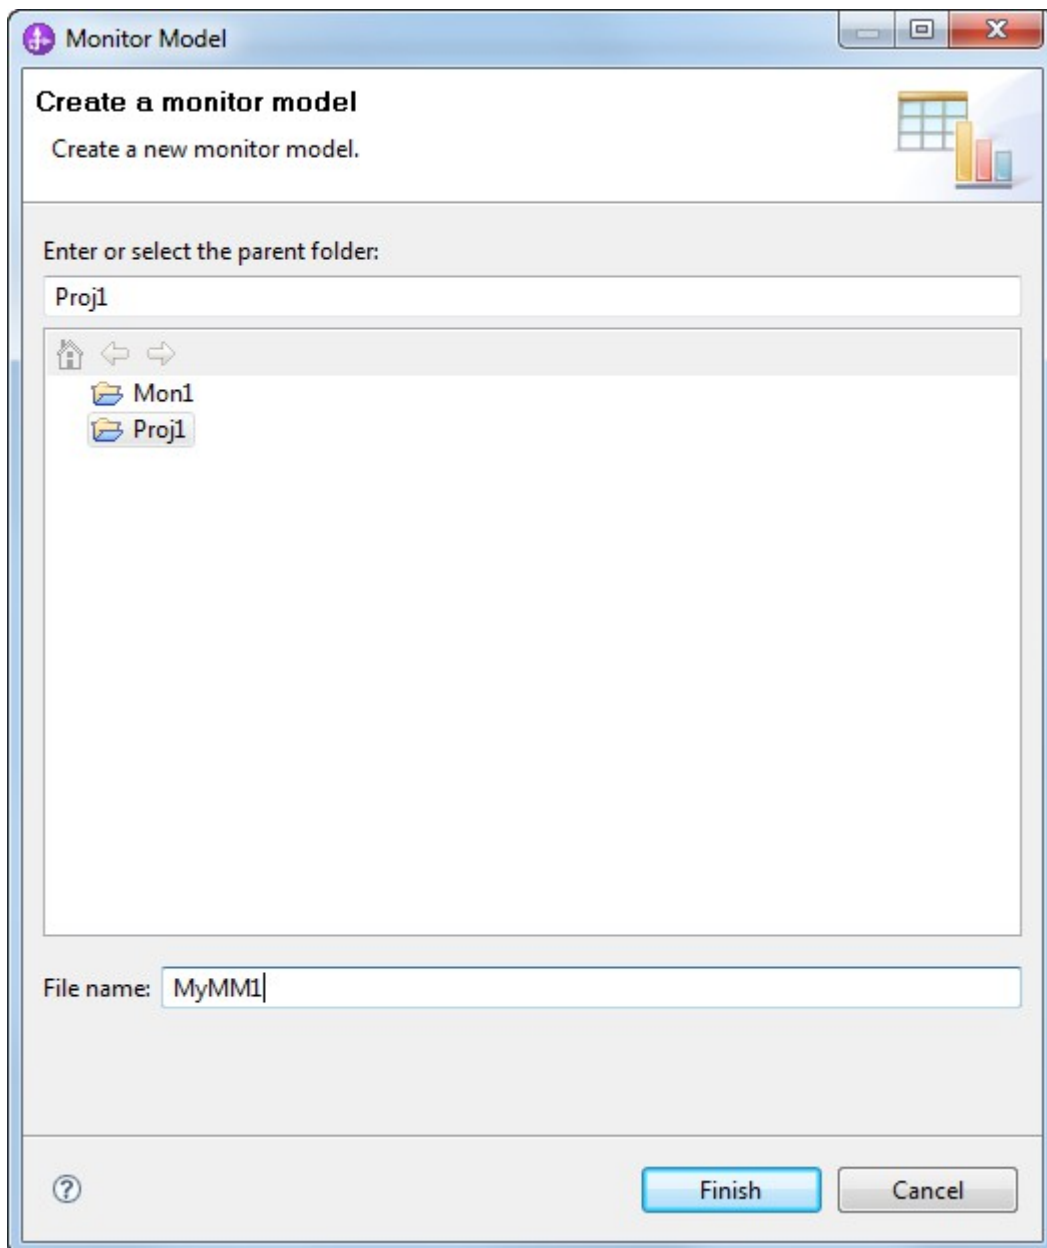 Monitor Model
Create a monitor model
Create a new monitor model.
Enter or select the parent folder:
Proj1
Mon1
Proj1
File name: MyMM1
Finish Cancel